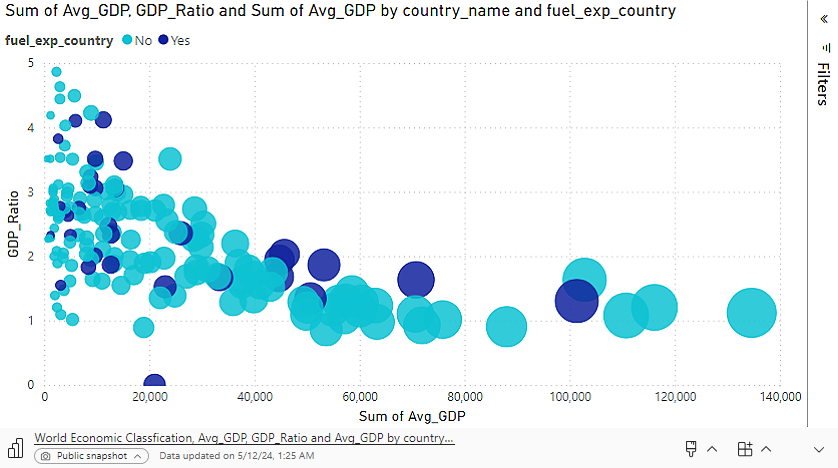 Sum of Avg_GDP, GDP_Ratio and Sum of Avg_GDP by country_name and fuel_exp_country
fuel_exp_country No Yes
Filters
GDP_Ratio
5
4
3
2
1
0
0 20,000 40,000 60,000 80,000 100,000 120,000 140,000
Sum of Avg_GDP
World Economic Classfication, Avg_GDP, GDP_Ratio and Avg_GDP by country...
Public snapshot Data updated on 5/12/24, 1:25 AM